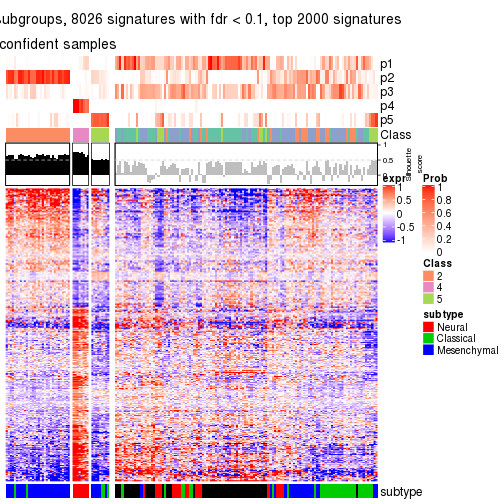 subgroups, 8026 signatures with fdr < 0.1, top 2000 signatures
confident samples
p1
p2
p3
p4
p5
Class
1
0.5
0
Silhouette
score
expr
1
0.5
0
-0.5
-1
Prob
1
0.8
0.6
0.4
0.2
0
Class
2
4
5
subtype
Neural
Classical
Mesenchymal
subtype